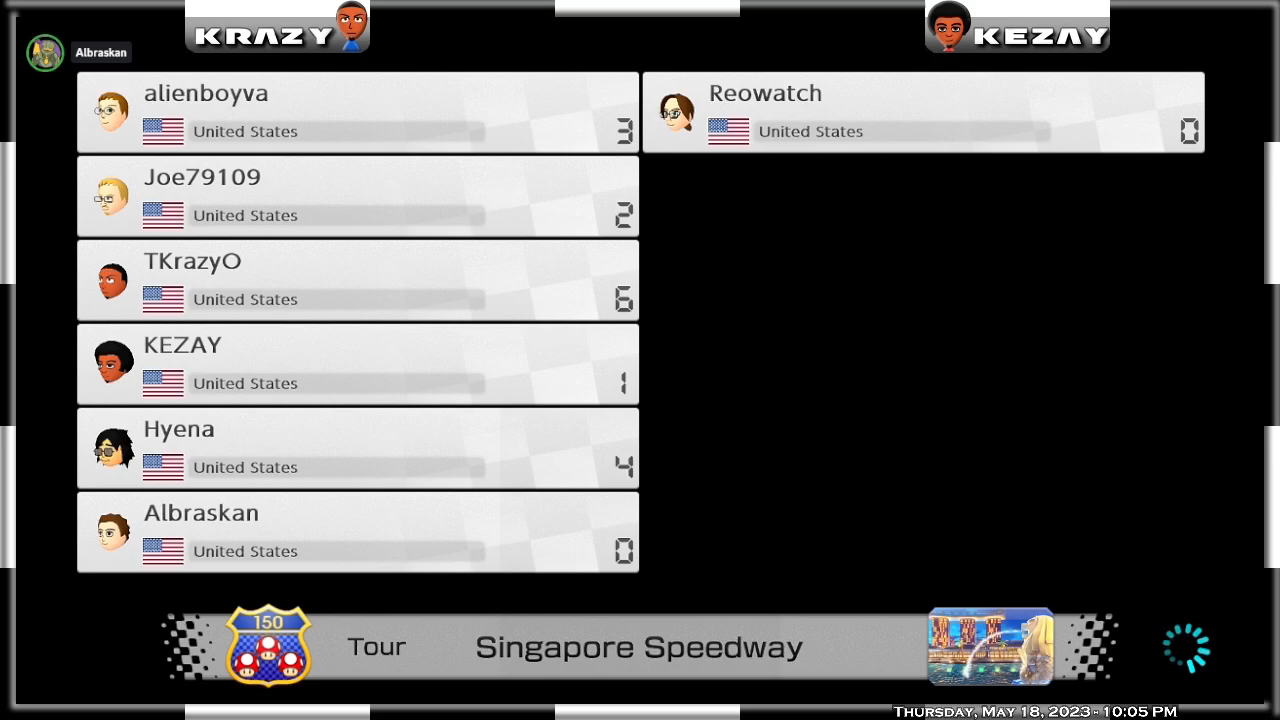 KRAZY
KEZAY
Albraskan
alienboyva
United States
3
Reowatch
United States
0
Joe79109
United States
2
TKrazyO
United States
6
KEZAY
United States
1
Hyena
United States
4
Albraskan
United States
0
150
Tour
Singapore Speedway
Thursday, May 18, 2023 - 10:05 PM